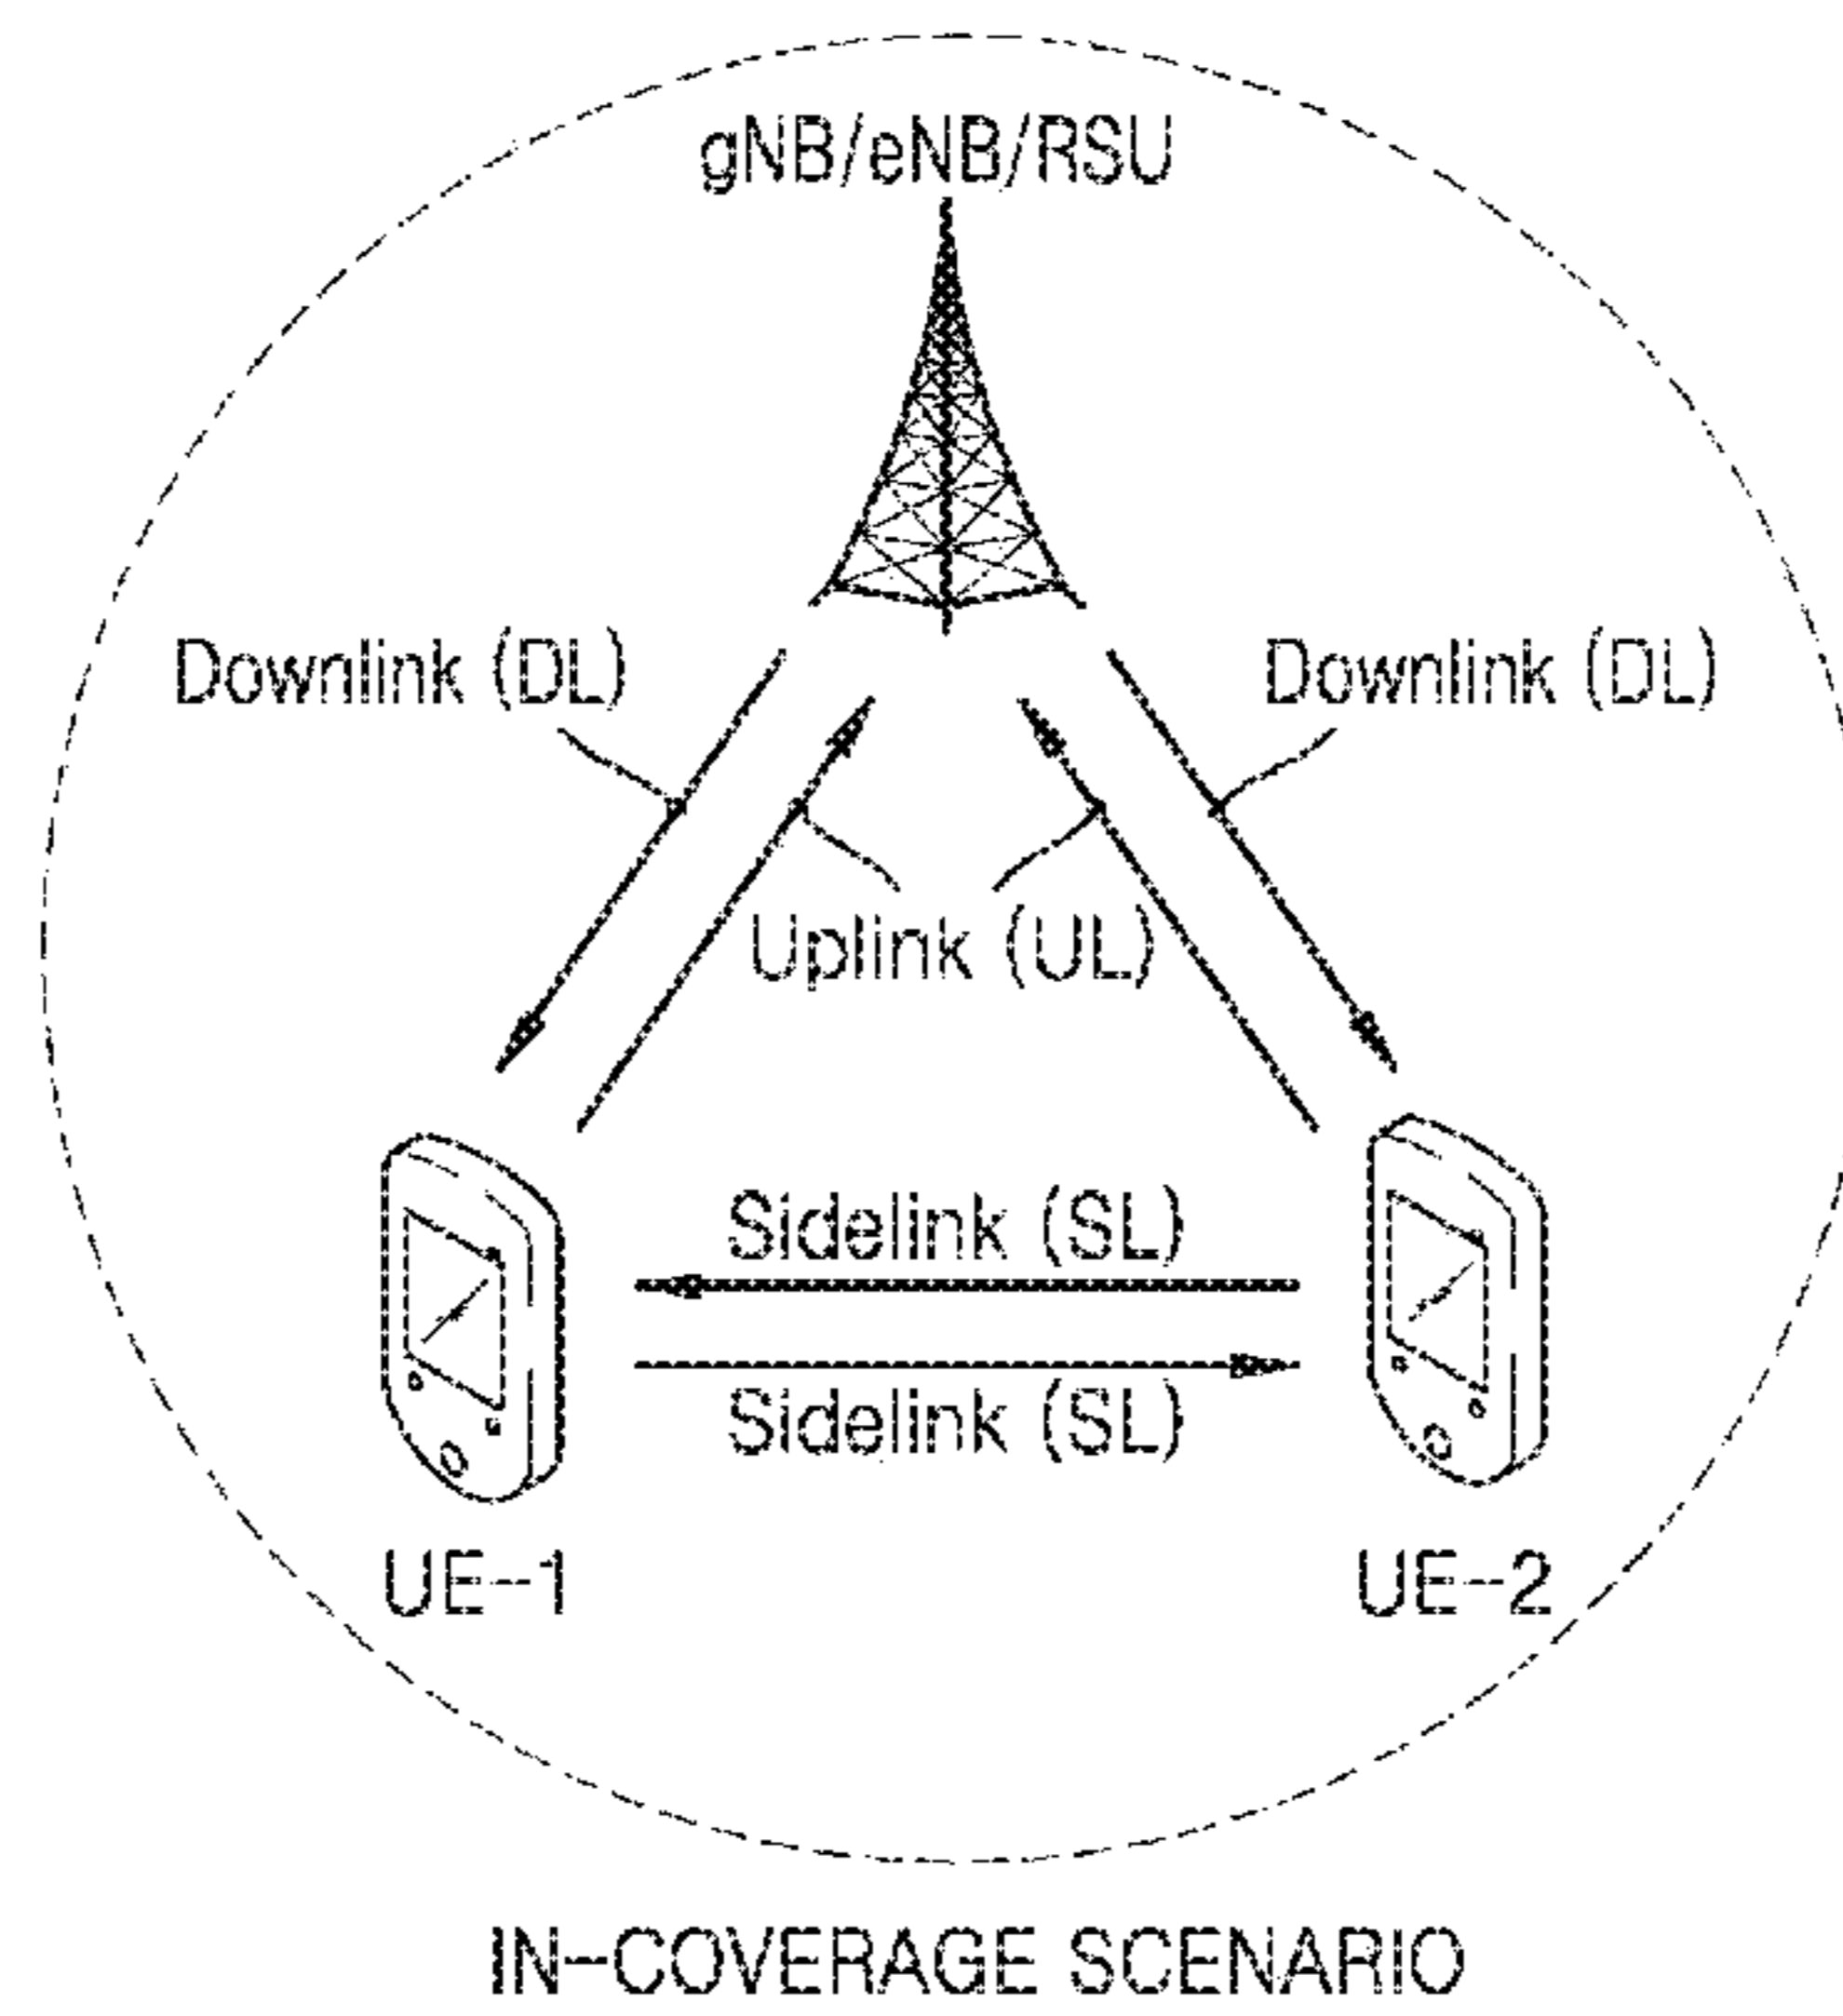 gNB/eNB/RSU
Downlink (DL)
Downlink (DL)
Uplink (UL)
Sidelink (SL)
Sidelink (SL)
UE-1
UE-2
IN-COVERAGE SCENARIO